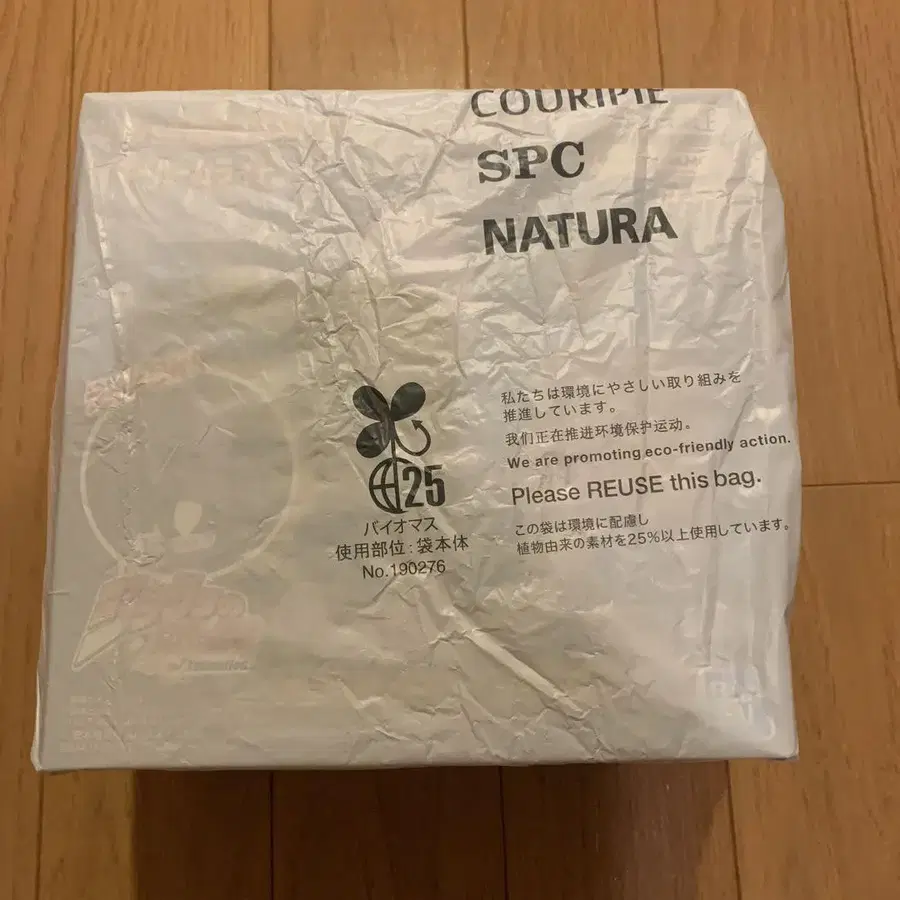 COURIPIE
SPC
NATURA
私たちは環境にやさしい取り組みを
推進しています。
我们正在推进环境保护运动。
We are promoting eco-friendly action.
Please REUSE this bag.
この袋は環境に配慮し
植物由来の素材を25%以上使用しています。
25
バイオマス
使用部位:袋本体
No.190276